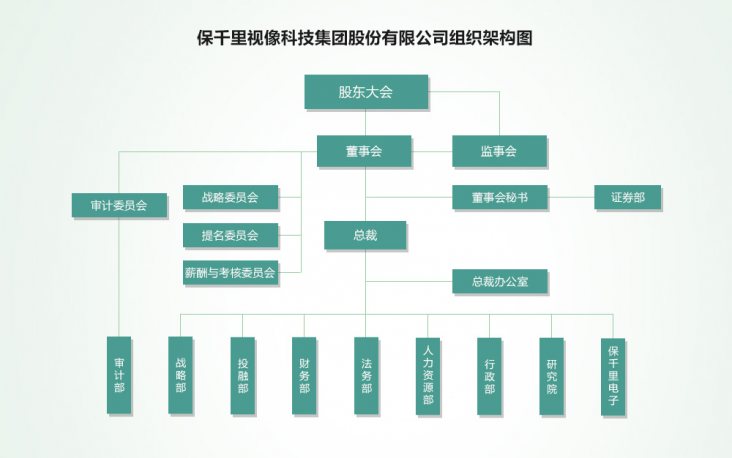 保千里视像科技集团股份有限公司组织架构图
股东大会
董事会
监事会
审计委员会
战略委员会
董事会秘书
证券部
提名委员会
总裁
薪酬与考核委员会
总裁办公室
审计部
战略部
投融部
财务部
法务部
人力资源部
行政部
研究院
保千里电子